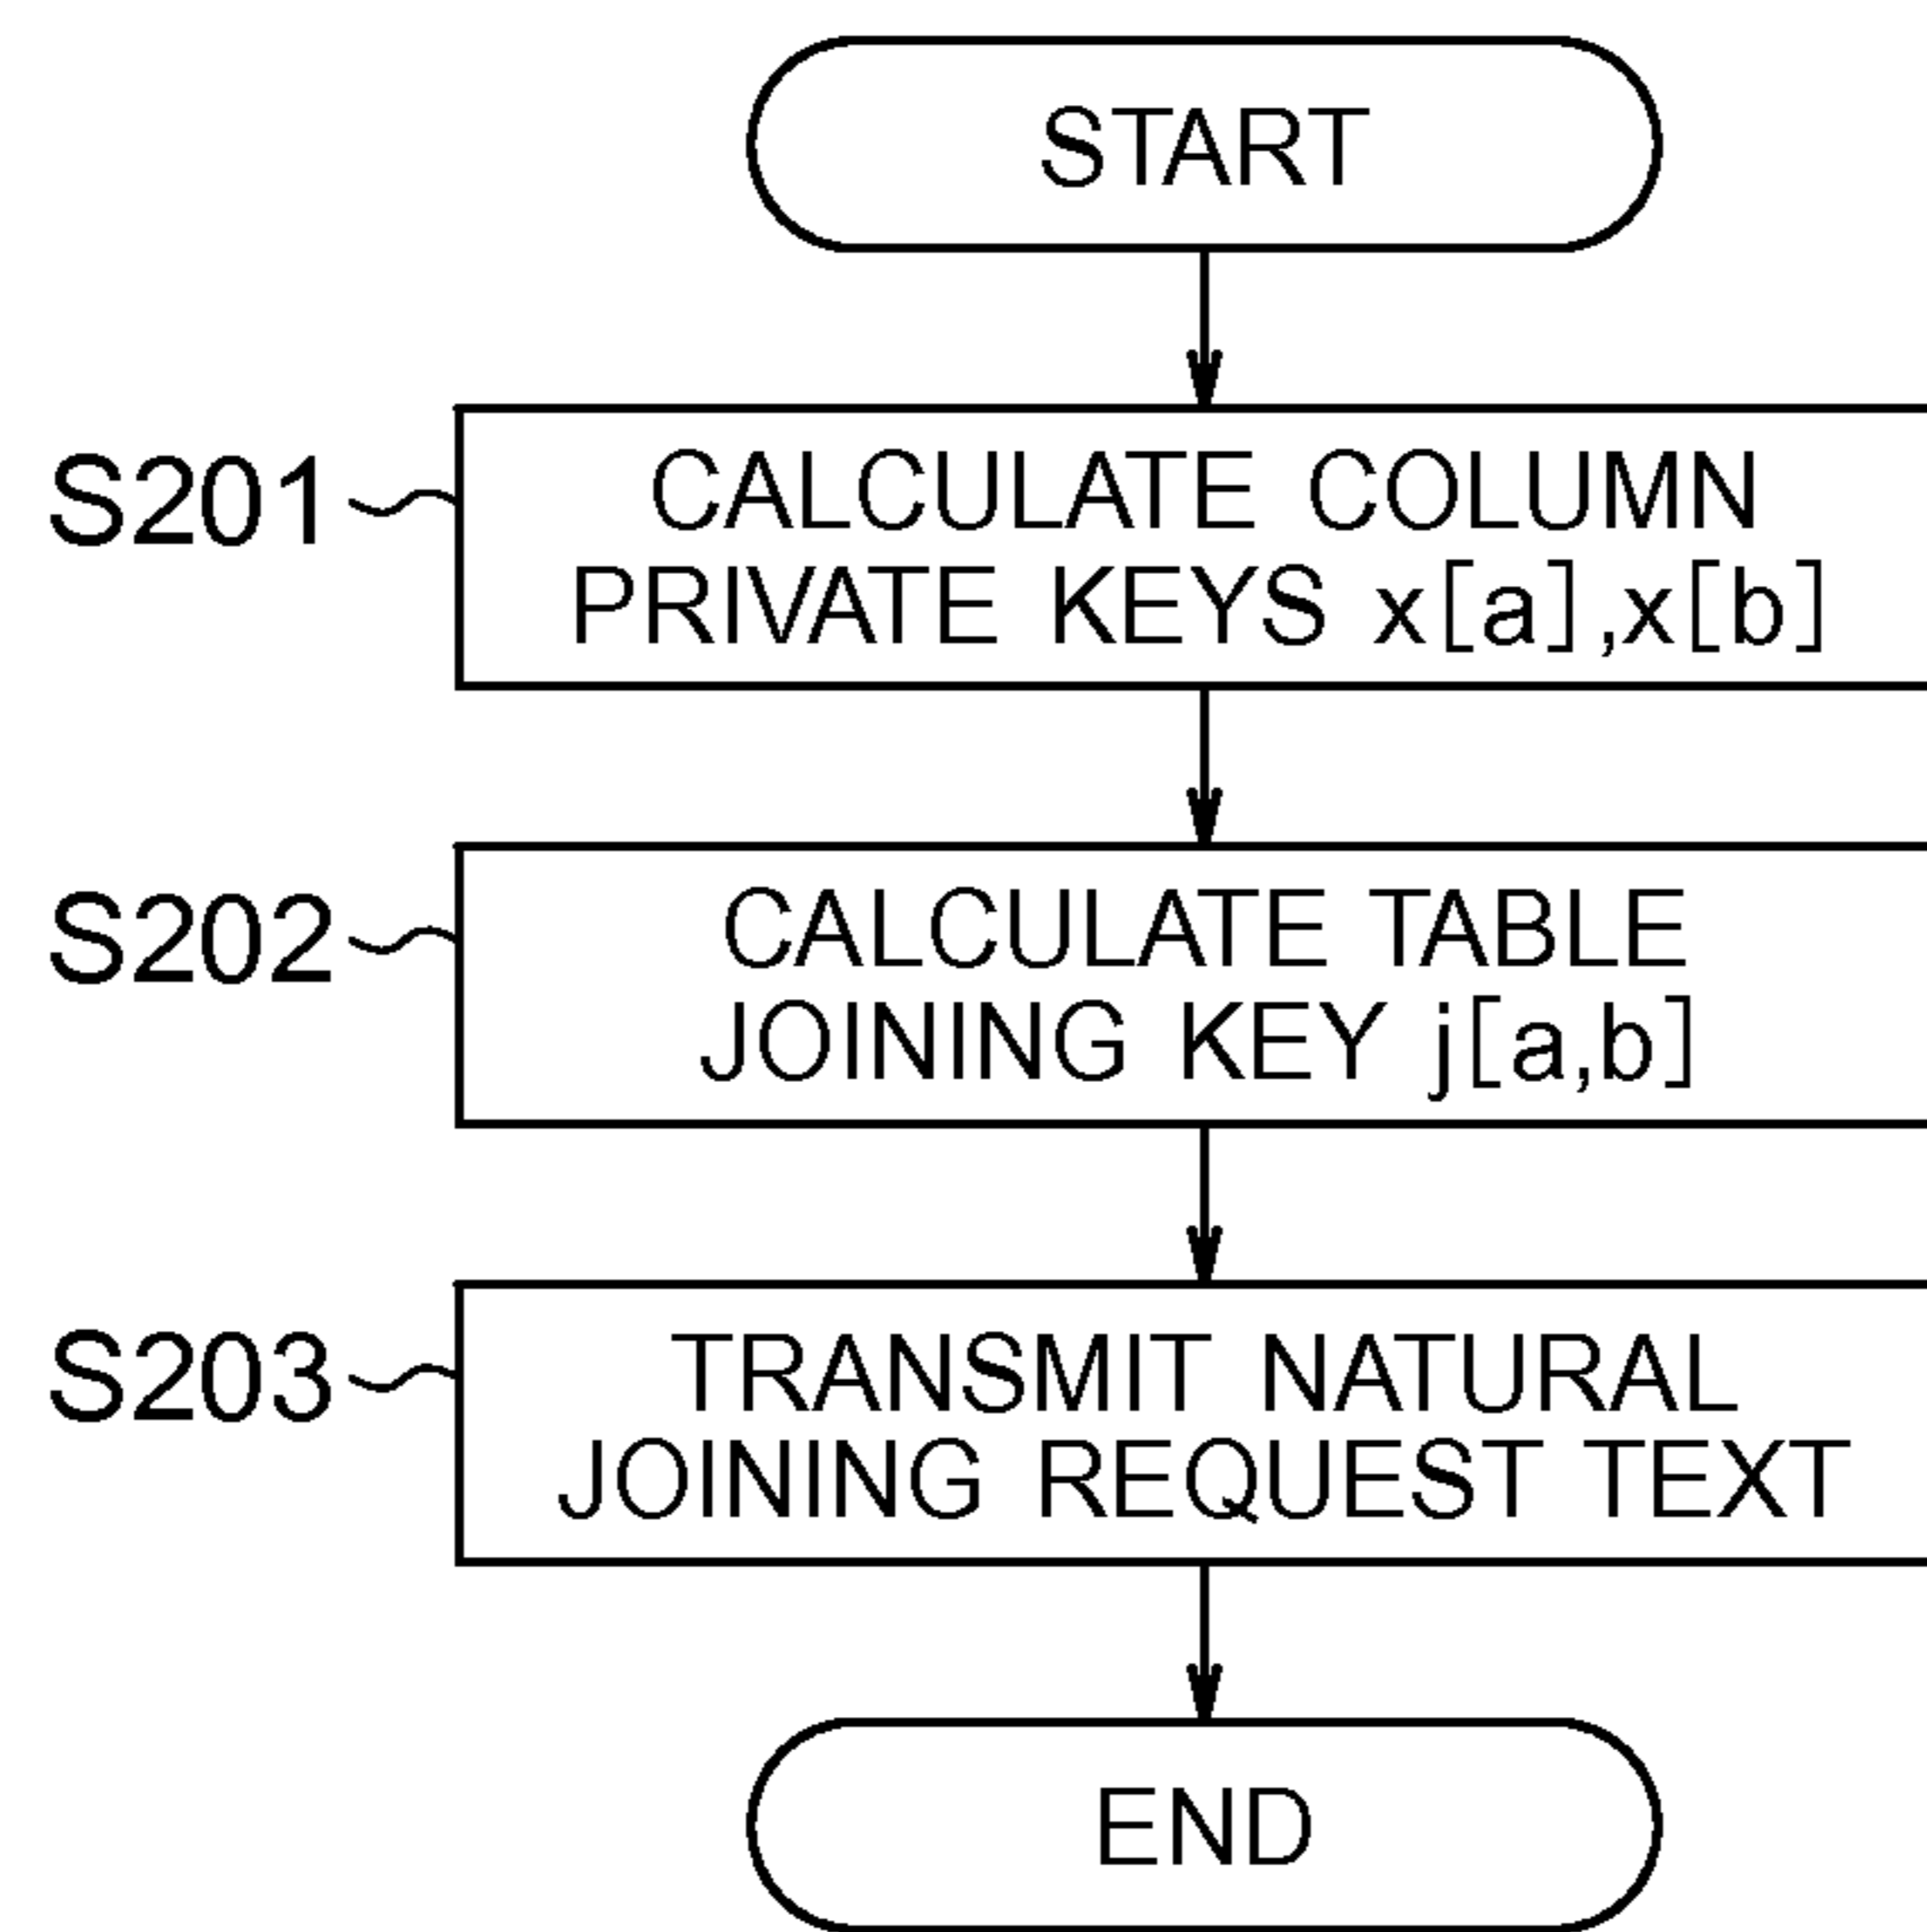 START
S201
CALCULATE COLUMN
PRIVATE KEYS x[a],x[b]
S202
CALCULATE TABLE
JOINING KEY j[a,b]
S203
TRANSMIT NATURAL
JOINING REQUEST TEXT
END